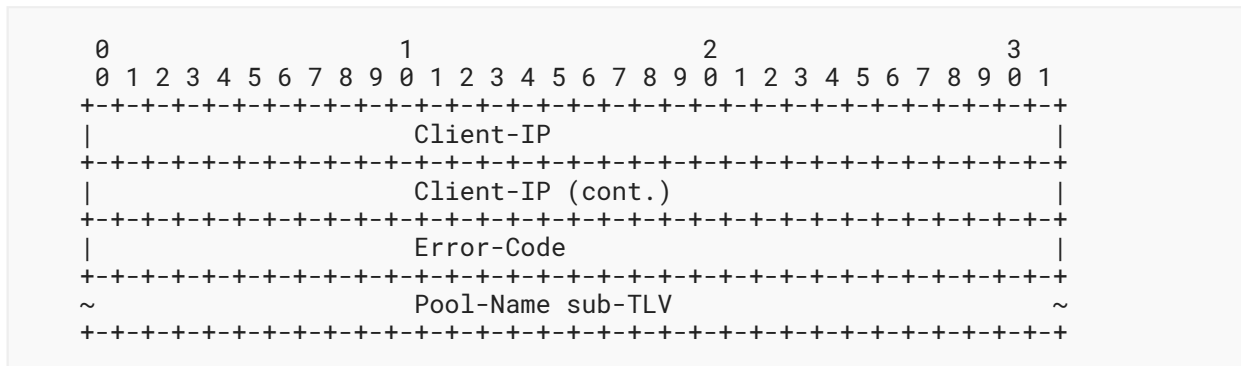 0                   1                   2                   3
 0 1 2 3 4 5 6 7 8 9 0 1 2 3 4 5 6 7 8 9 0 1 2 3 4 5 6 7 8 9 0 1
+-+-+-+-+-+-+-+-+-+-+-+-+-+-+-+-+-+-+-+-+-+-+-+-+-+-+-+-+-+-+-+-+
|                     Client-IP                                 |
+-+-+-+-+-+-+-+-+-+-+-+-+-+-+-+-+-+-+-+-+-+-+-+-+-+-+-+-+-+-+-+-+
|                     Client-IP (cont.)                         |
+-+-+-+-+-+-+-+-+-+-+-+-+-+-+-+-+-+-+-+-+-+-+-+-+-+-+-+-+-+-+-+-+
|                     Error-Code                                |
+-+-+-+-+-+-+-+-+-+-+-+-+-+-+-+-+-+-+-+-+-+-+-+-+-+-+-+-+-+-+-+-+
~                     Pool-Name sub-TLV                         ~
+-+-+-+-+-+-+-+-+-+-+-+-+-+-+-+-+-+-+-+-+-+-+-+-+-+-+-+-+-+-+-+-+